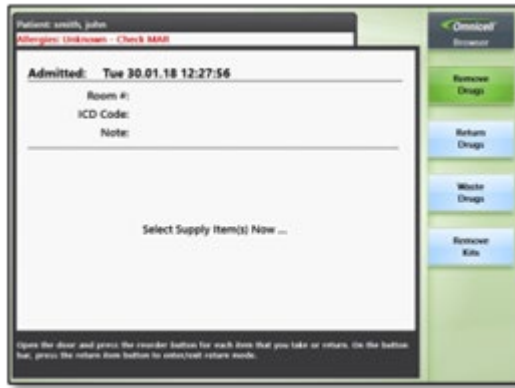 Patient: smith, john
Allergies: Unknown - Check MAR
Admitted: Tue 30.01.18 12:27:56
Room #:
ICD Code:
Note:
Select Supply Item(s) Now ...
Open the door and press the reorder button for each item that you take or return. On the button
bar, press the return item button to enter/exit return mode.
Omnicell
Browser
Remove
Drugs
Return
Drugs
Waste
Drugs
Remove
Kits